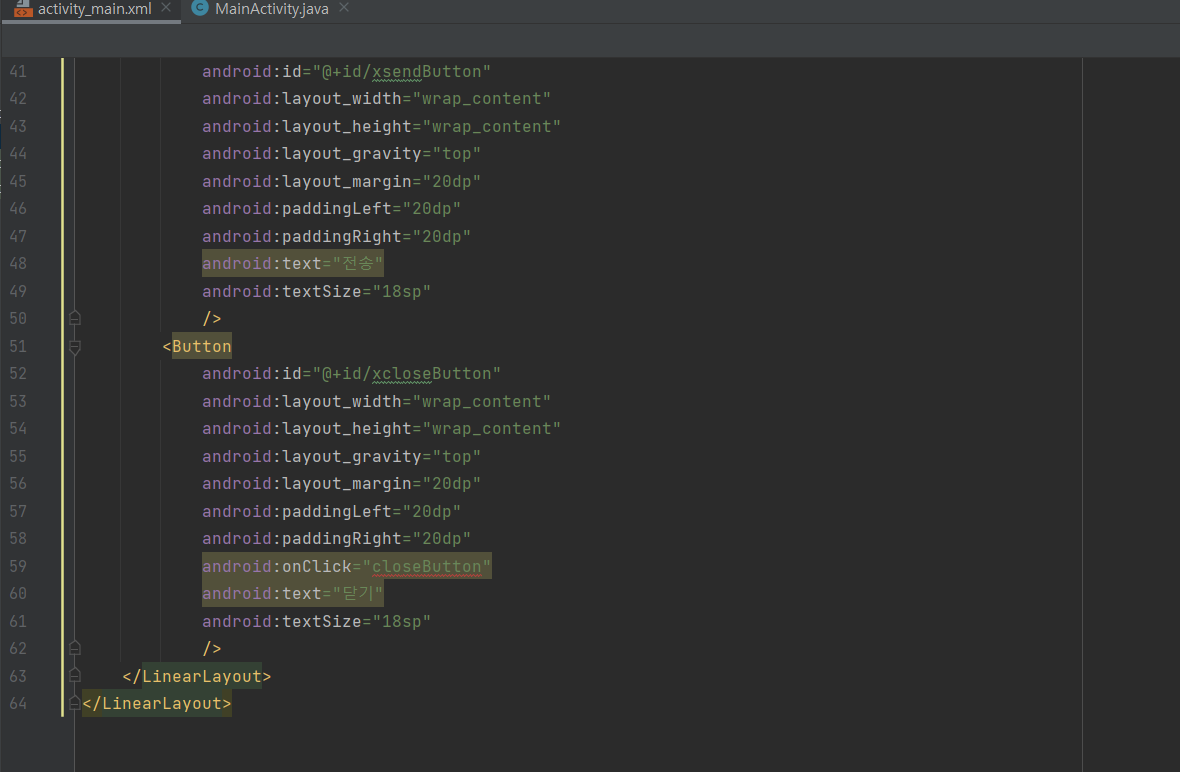 activity_main.xml MainActivity.java
41 android:id="@+id/xsendButton"
42 android:layout_width="wrap_content"
43 android:layout_height="wrap_content"
44 android:layout_gravity="top"
45 android:layout_margin="20dp"
46 android:paddingLeft="20dp"
47 android:paddingRight="20dp"
48 android:text="전송"
49 android:textSize="18sp"
50 />
51 <Button
52 android:id="@+id/xcloseButton"
53 android:layout_width="wrap_content"
54 android:layout_height="wrap_content"
55 android:layout_gravity="top"
56 android:layout_margin="20dp"
57 android:paddingLeft="20dp"
58 android:paddingRight="20dp"
59 android:onClick="closeButton"
60 android:text="닫기"
61 android:textSize="18sp"
62 />
63 </LinearLayout>
64 </LinearLayout>